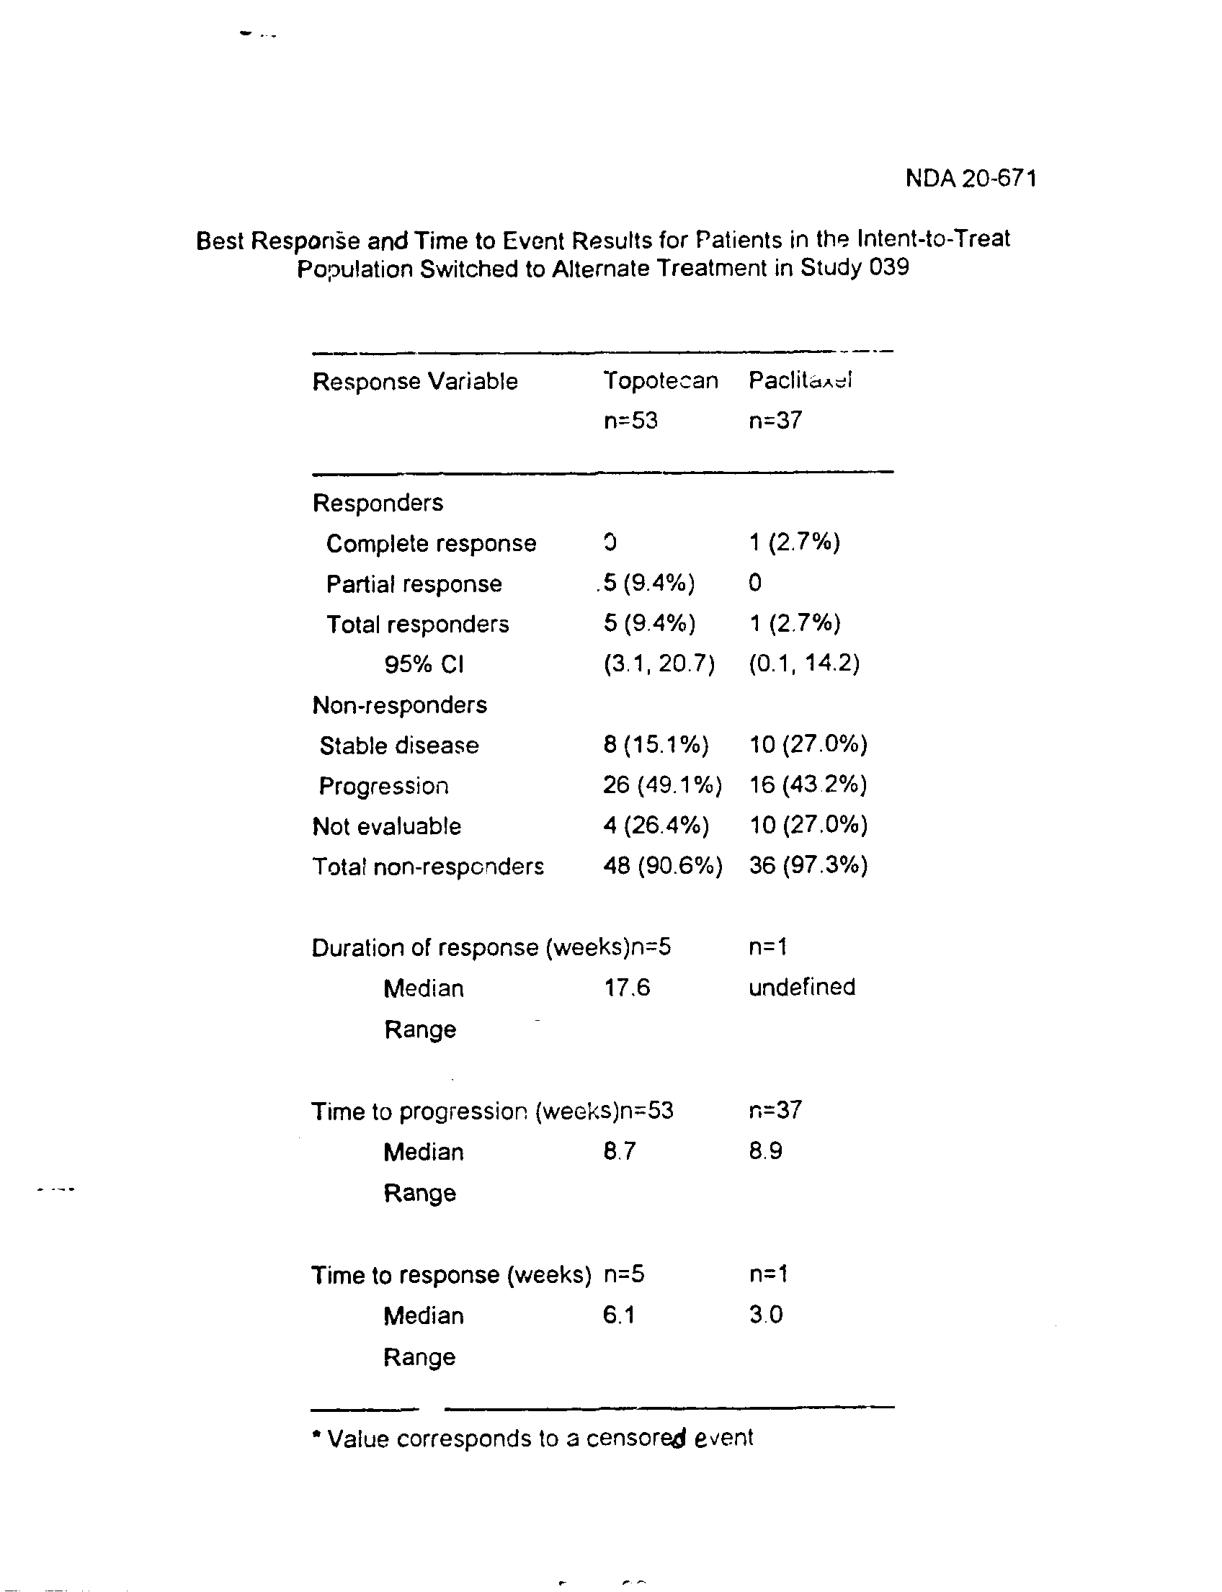 NDA 20-671
Best Response and Time to Event Results for Patients in the Intent-to-Treat
Population Switched to Alternate Treatment in Study 039
Response Variable Topotecan Paclitaxel
n=53 n=37
Responders
Complete response 0 1 (2.7%)
Partial response 5 (9.4%) 0
Total responders 5 (9.4%) 1 (2.7%)
95% CI (3.1, 20.7) (0.1, 14.2)
Non-responders
Stable disease 8 (15.1%) 10 (27.0%)
Progression 26 (49.1%) 16 (43.2%)
Not evaluable 4 (26.4%) 10 (27.0%)
Total non-responders 48 (90.6%) 36 (97.3%)
Duration of response (weeks)n=5 n=1
Median 17.6 undefined
Range
Time to progression (weeks)n=53 n=37
Median 8.7 8.9
Range
Time to response (weeks) n=5 n=1
Median 6.1 3.0
Range
* Value corresponds to a censored event